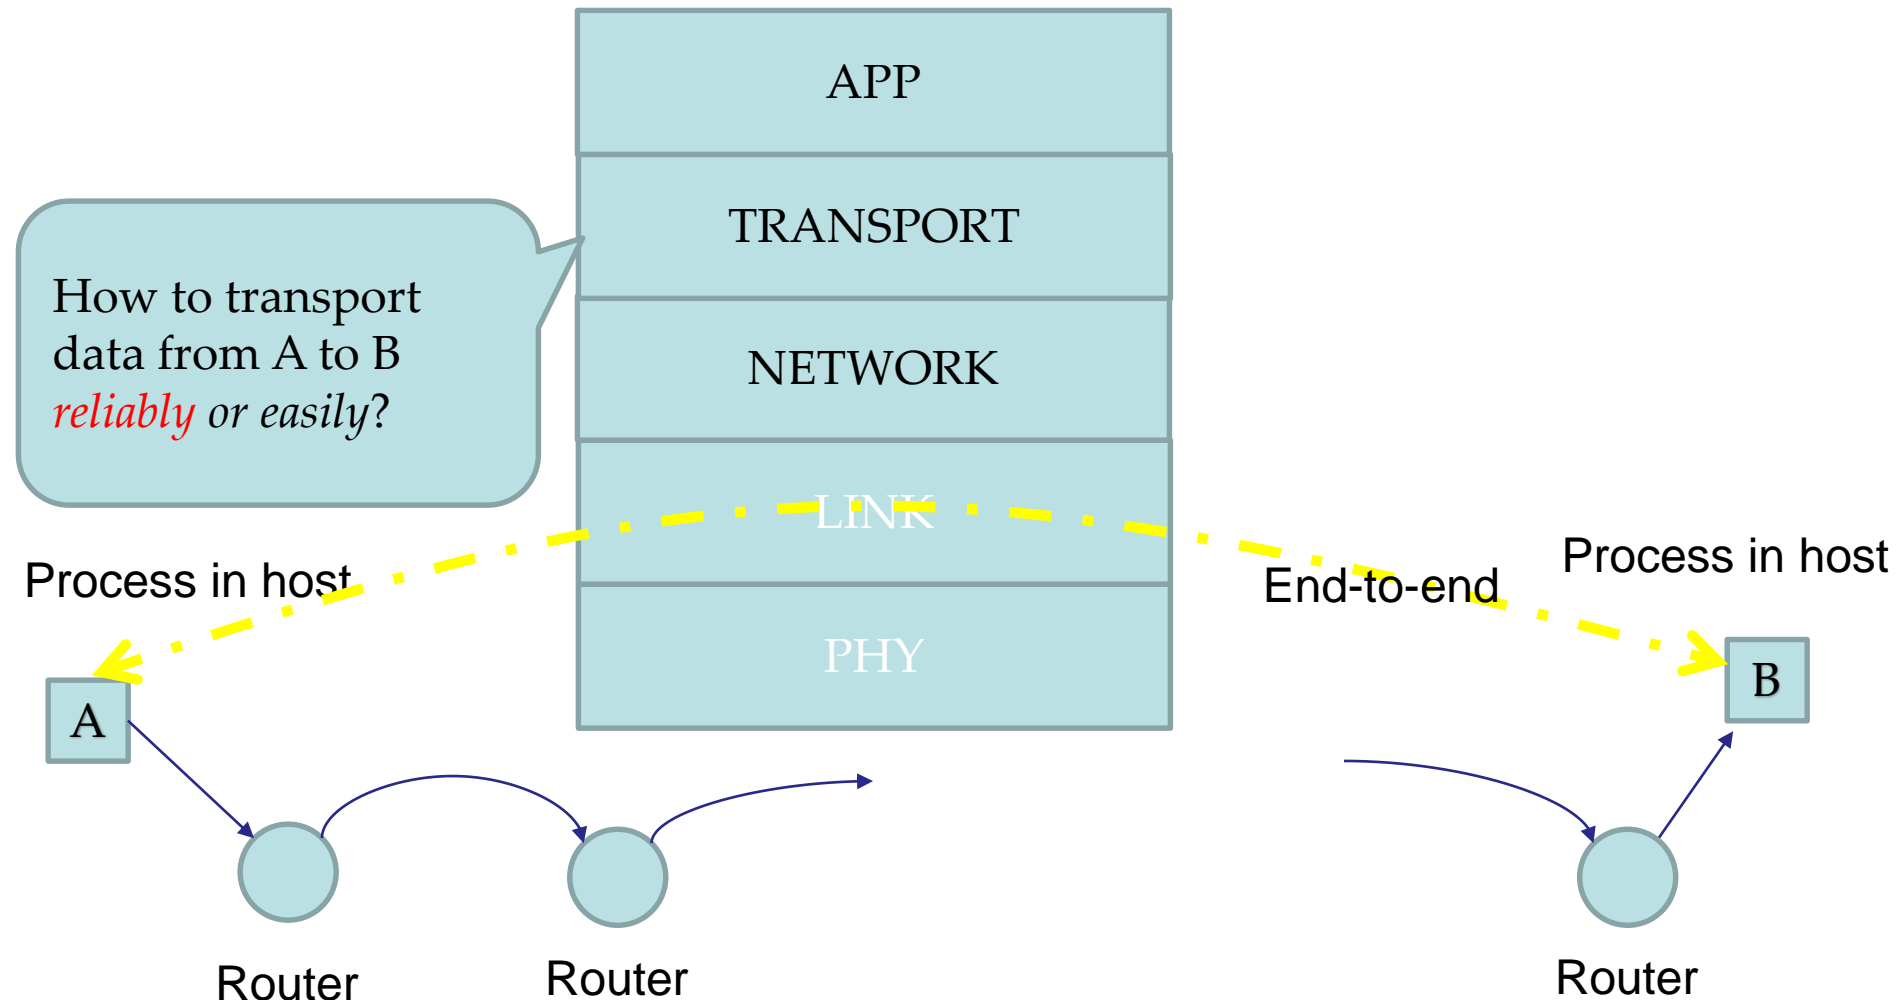 APP
TRANSPORT
How to transport
data from A to B
reliably or easily?
NETWORK
LINK
Process in host
End-to-end
Process in host
PHY
A
B
Router
Router
Router